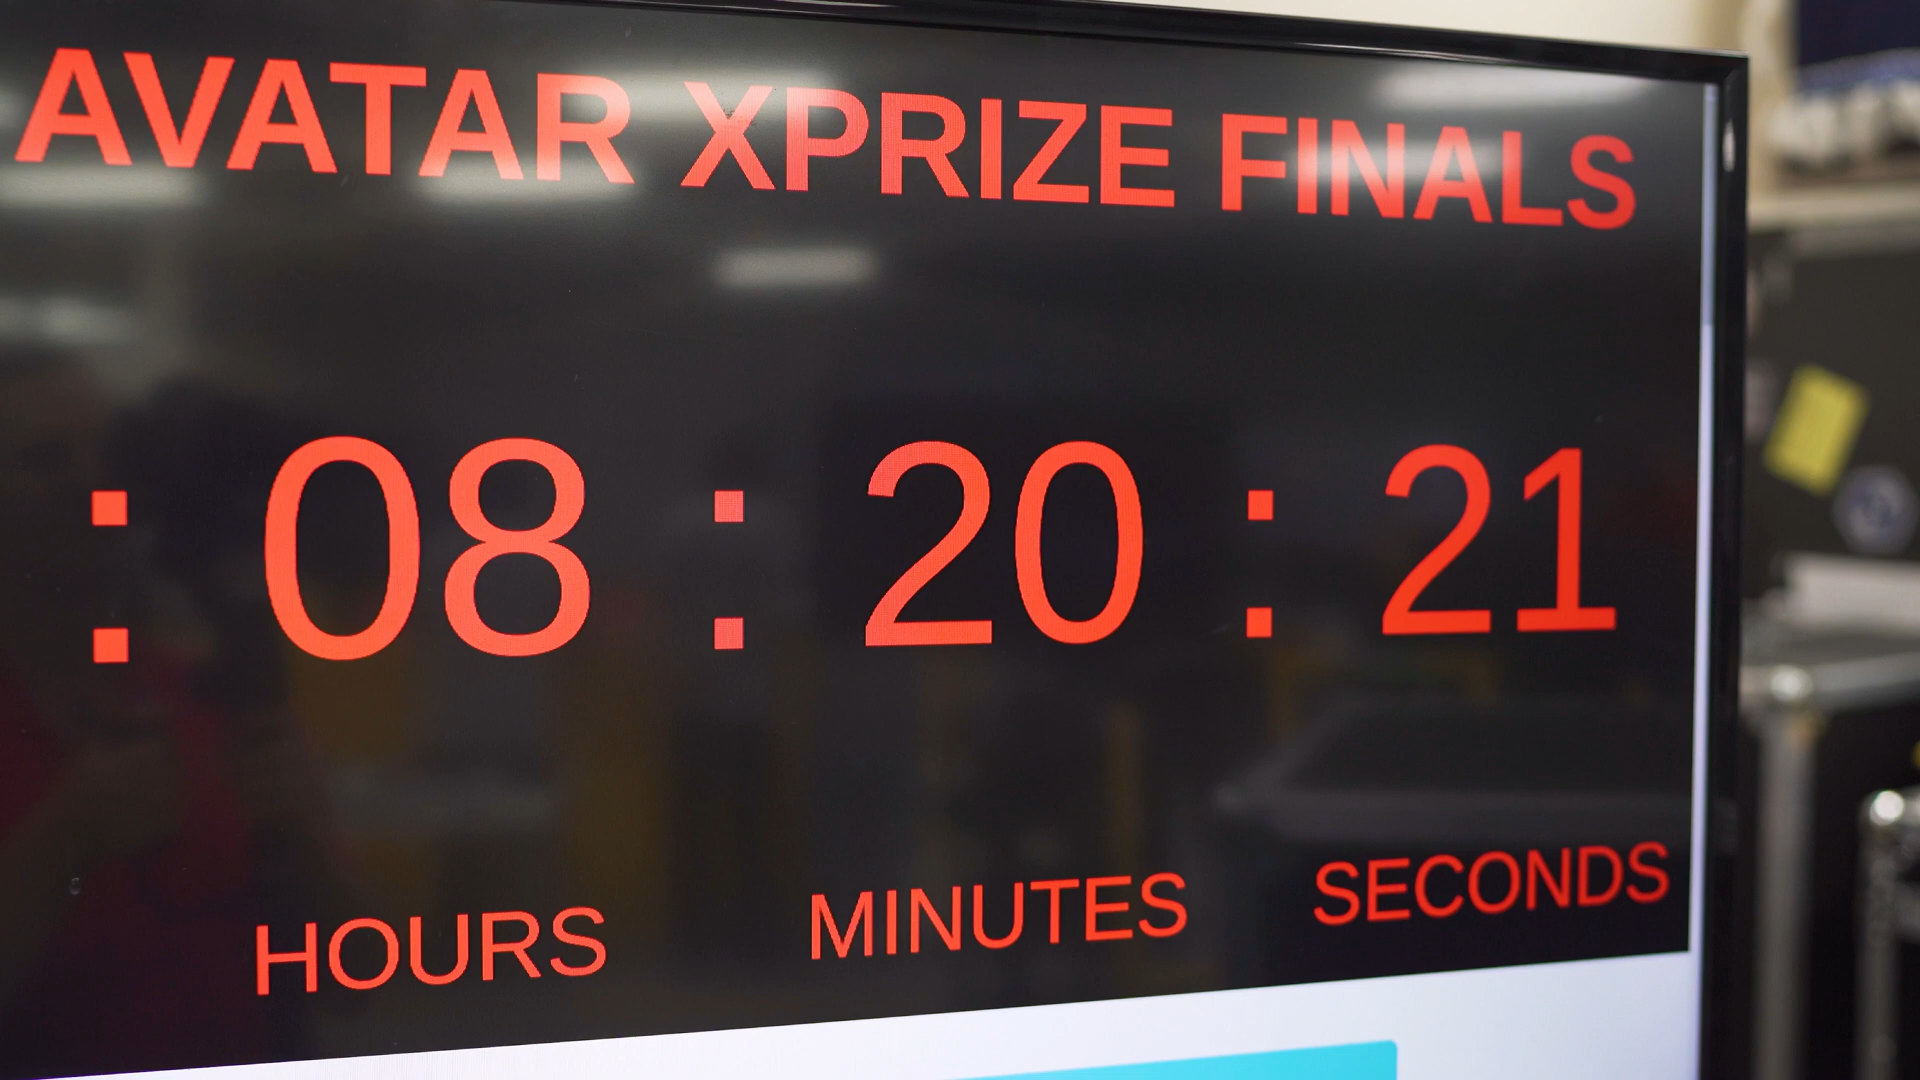 AVATAR XPRIZE FINALS
: 08 : 20 : 21
HOURS MINUTES SECONDS